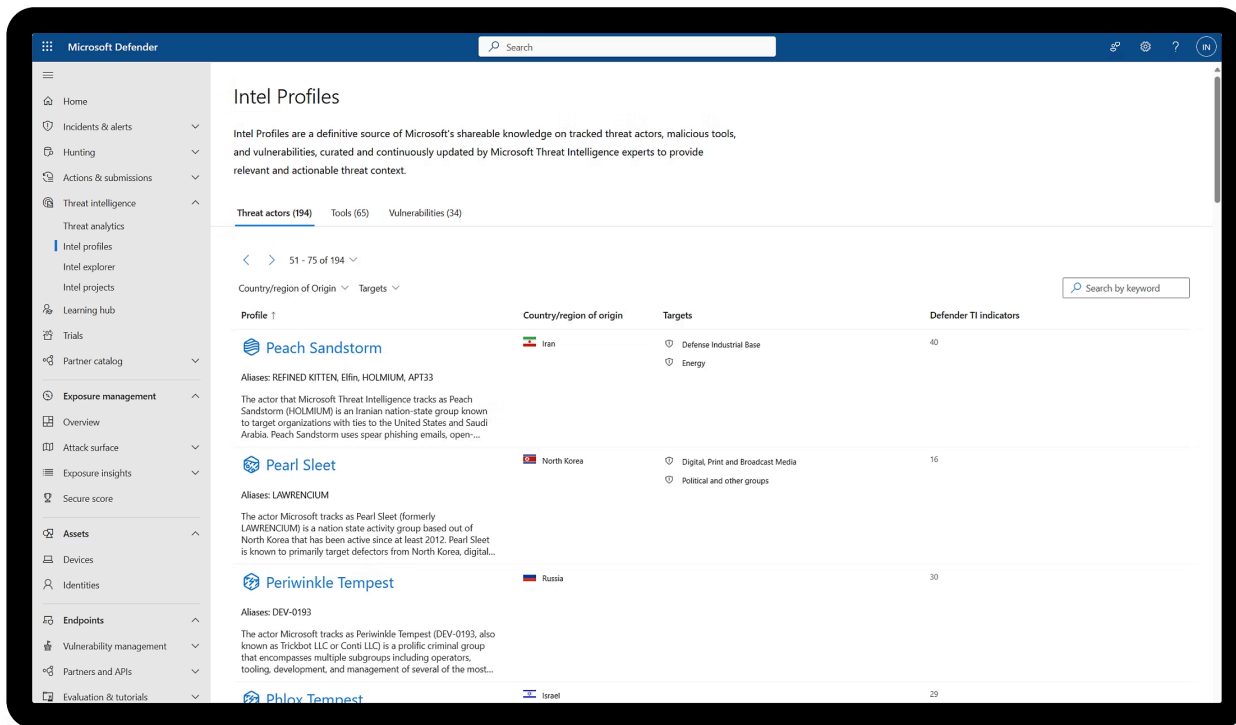 Microsoft Defender
Search
IN
Home
Incidents & alerts
Hunting
Actions & submissions
Threat intelligence
Threat analytics
Intel profiles
Intel explorer
Intel projects
Learning hub
Trials
Partner catalog
Exposure management
Overview
Attack surface
Exposure insights
Secure score
Assets
Devices
Identities
Endpoints
Vulnerability management
Partners and APIs
Evaluation & tutorials
Intel Profiles
Intel Profiles are a definitive source of Microsoft's shareable knowledge on tracked threat actors, malicious tools,
and vulnerabilities, curated and continuously updated by Microsoft Threat Intelligence experts to provide
relevant and actionable threat context.
Threat actors (194) Tools (65) Vulnerabilities (34)
51 - 75 of 194
Country/region of Origin Targets
Search by keyword
Profile ↑ Country/region of origin Targets Defender TI indicators
Peach Sandstorm
Aliases: REFINED KITTEN, Elfin, HOLMIUM, APT33
The actor that Microsoft Threat Intelligence tracks as Peach
Sandstorm (HOLMIUM) is an Iranian nation-state group known
to target organizations with ties to the United States and Saudi
Arabia. Peach Sandstorm uses spear phishing emails, open-...
Iran
Defense Industrial Base
Energy
40
Pearl Sleet
Aliases: LAWRENCIUM
The actor Microsoft tracks as Pearl Sleet (formerly
LAWRENCIUM) is a nation state activity group based out of
North Korea that has been active since at least 2012. Pearl Sleet
is known to primarily target defectors from North Korea, digital...
North Korea
Digital, Print and Broadcast Media
Political and other groups
16
Periwinkle Tempest
Aliases: DEV-0193
The actor Microsoft tracks as Periwinkle Tempest (DEV-0193, also
known as Trickbot LLC or Conti LLC) is a prolific criminal group
that encompasses multiple subgroups including operators,
tooling, development, and management of several of the most...
Russia
30
Phlox Tempest
Israel
29